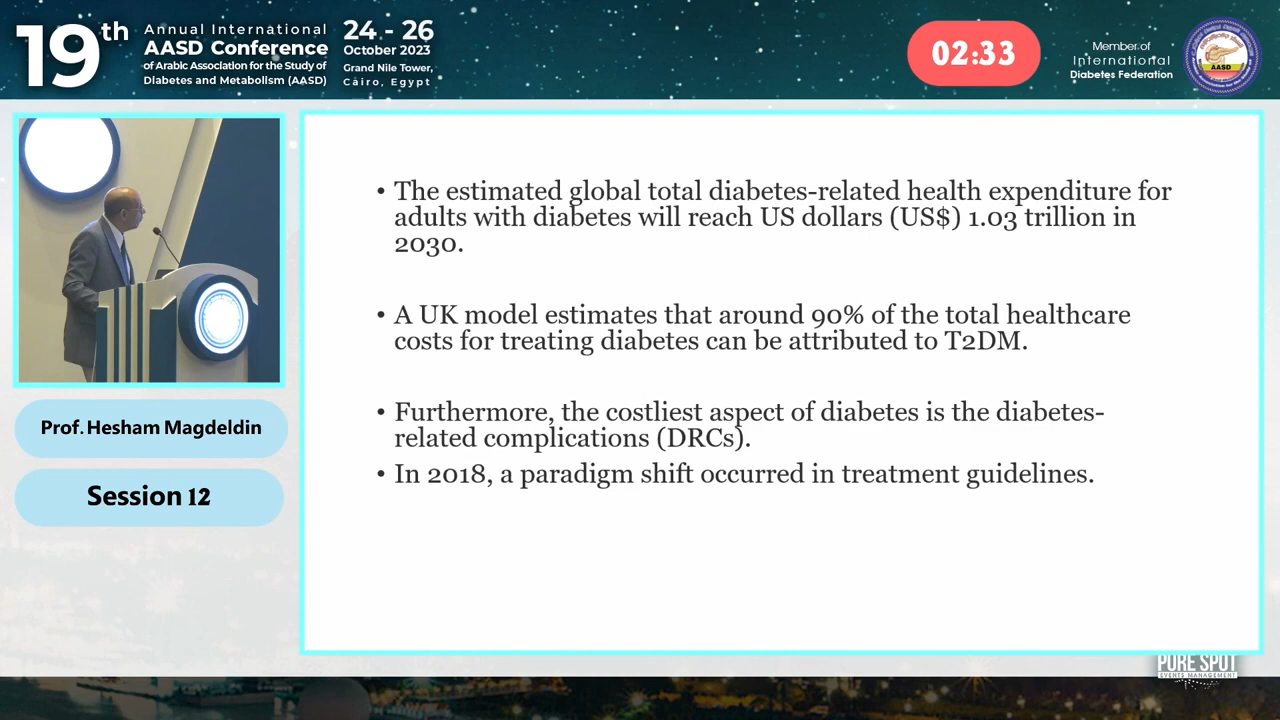 19th
Annual International
AASD Conference
of Arabic Association for the Study of
Diabetes and Metabolism (AASD)
24 - 26
October 2023
Grand Nile Tower,
Cairo, Egypt
02:33
Member of
International
Diabetes Federation
AASD
• The estimated global total diabetes-related health expenditure for
adults with diabetes will reach US dollars (US$) 1.03 trillion in
2030.
• A UK model estimates that around 90% of the total healthcare
costs for treating diabetes can be attributed to T2DM.
• Furthermore, the costliest aspect of diabetes is the diabetes-
related complications (DRCs).
• In 2018, a paradigm shift occurred in treatment guidelines.
Prof. Hesham Magdeldin
Session 12
PURE SPOT
EVENTS MANAGEMENT